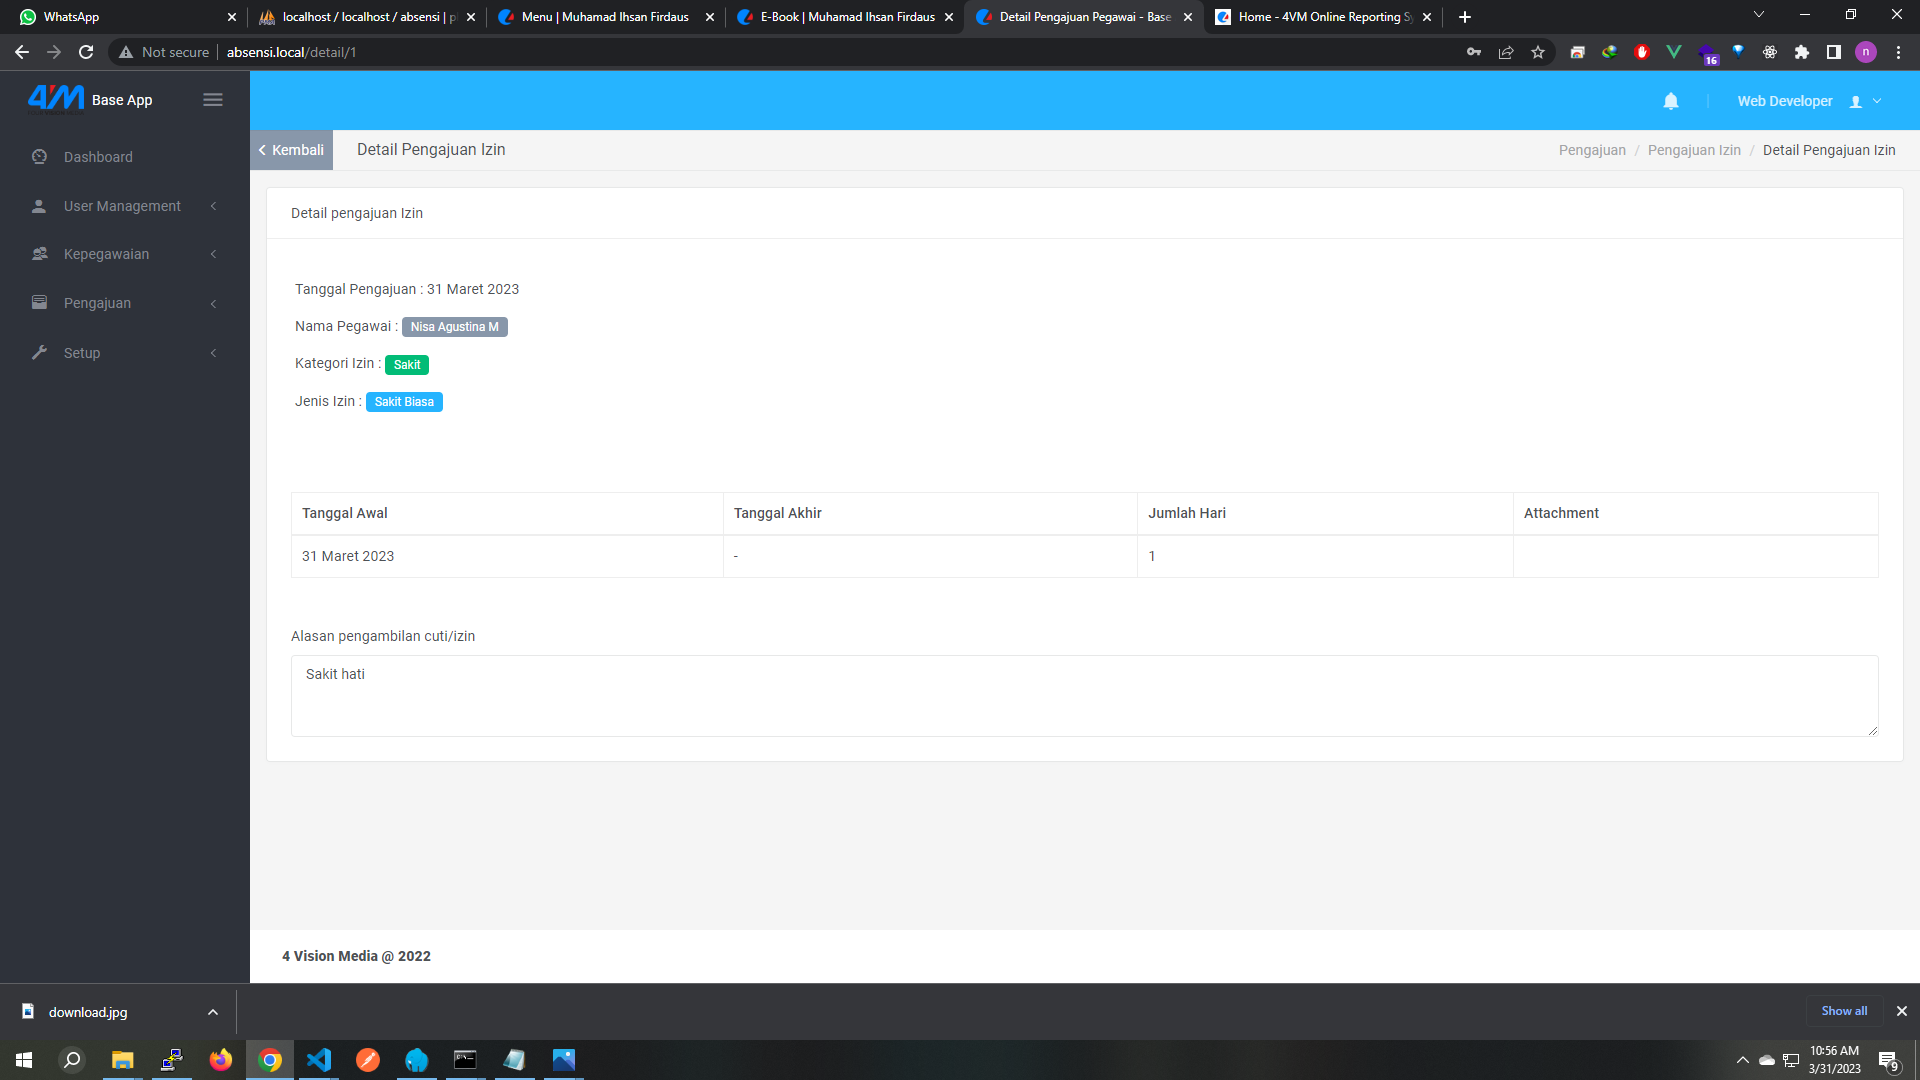 WhatsApp
localhost / localhost / absensi | p
Menu | Muhamad Ihsan Firdaus
E-Book | Muhamad Ihsan Firdaus
Detail Pengajuan Pegawai - Base
Home - 4VM Online Reporting Sy
Not secure
absensi.local/detail/1
16
n
4VM
Base App
Web Developer
Dashboard
User Management
Kepegawaian
Pengajuan
Setup
Kembali
Detail Pengajuan Izin
Pengajuan / Pengajuan Izin / Detail Pengajuan Izin
Detail pengajuan Izin
Tanggal Pengajuan : 31 Maret 2023
Nama Pegawai : Nisa Agustina M
Kategori Izin : Sakit
Jenis Izin : Sakit Biasa
Tanggal Awal
Tanggal Akhir
Jumlah Hari
Attachment
31 Maret 2023
-
1
Alasan pengambilan cuti/izin
Sakit hati
4 Vision Media @ 2022
download.jpg
Show all
10:56 AM
3/31/2023
9